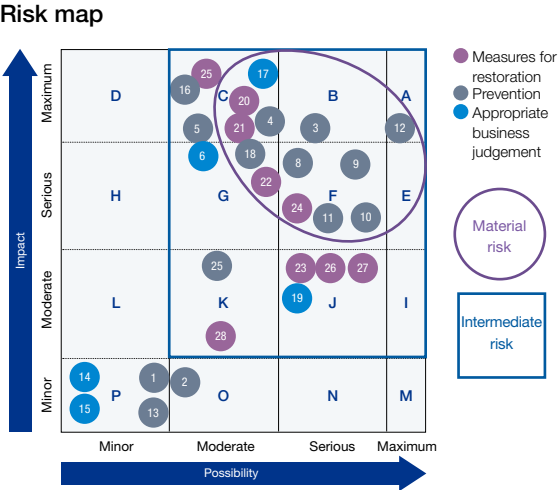 Risk map
Impact
Maximum
Serious
Moderate
Minor
D
C
B
A
25
17
16
20
4
5
21
3
12
H
G
F
E
6
18
8
9
22
24
11
10
L
K
J
I
25
23
26
27
19
28
P
O
N
M
14
1
2
15
13
Minor
Moderate
Serious
Maximum
Possibility
Measures for
restoration
Prevention
Appropriate
business
judgement
Material
risk
Intermediate
risk